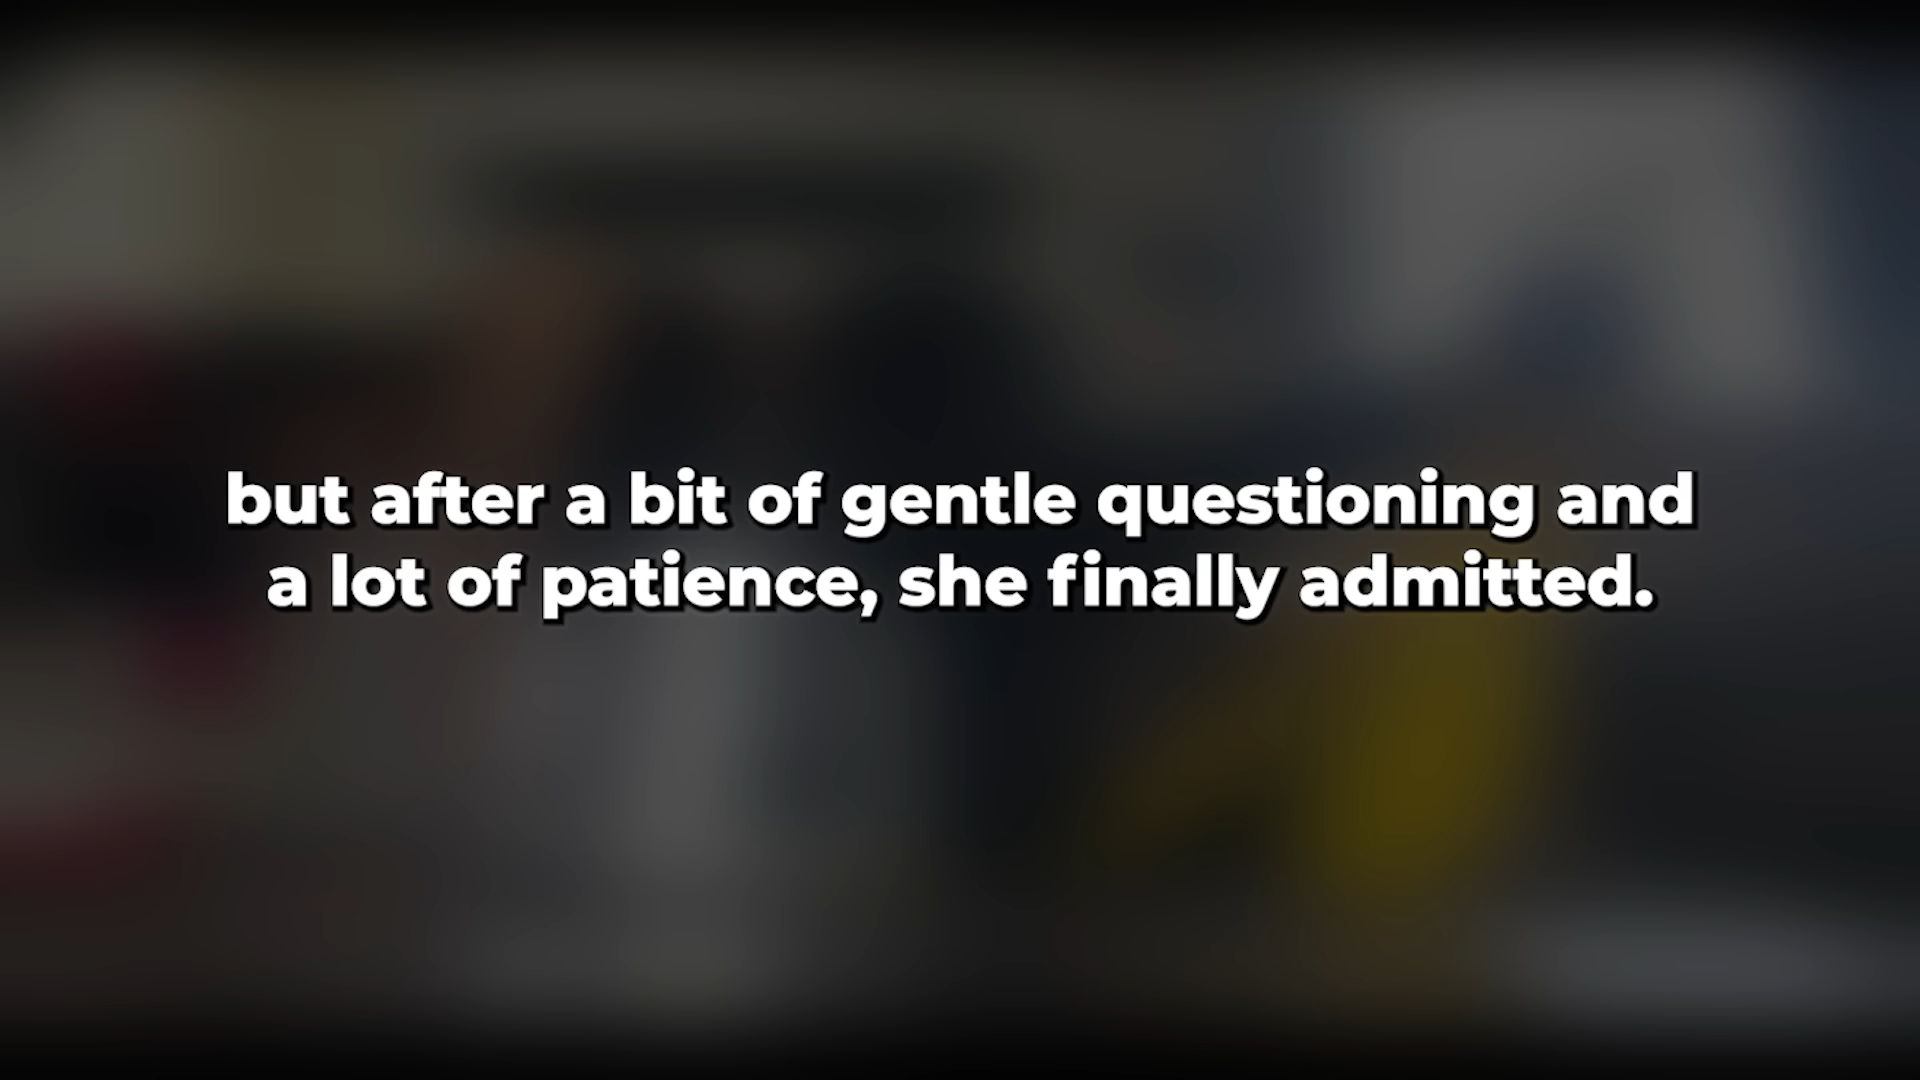 but after a bit of gentle questioning and
a lot of patience, she finally admitted.